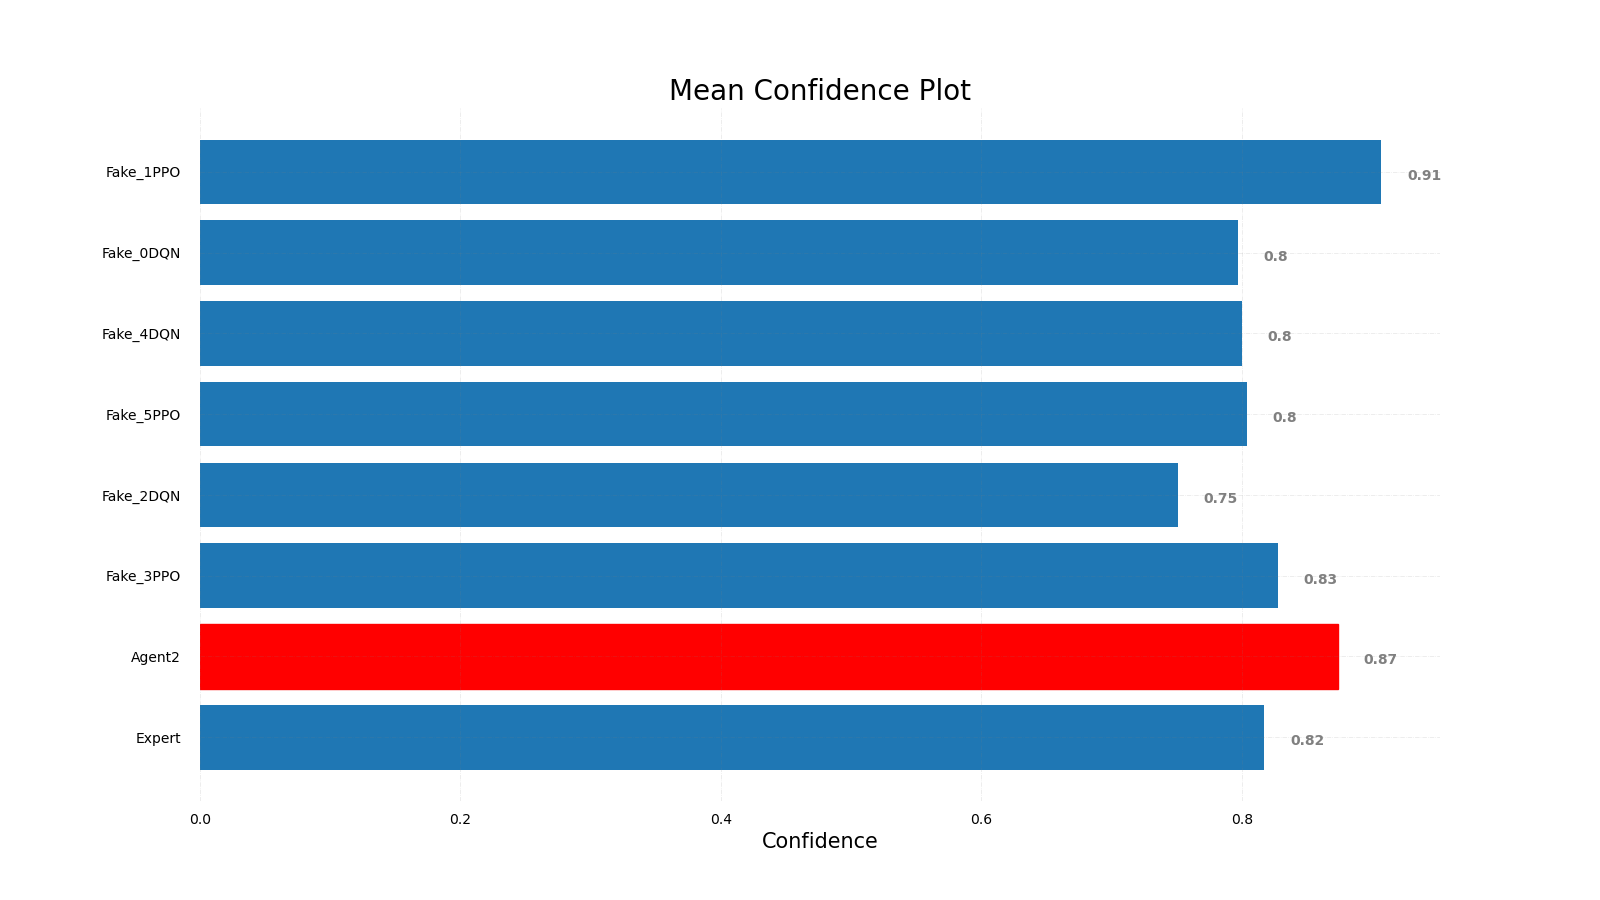 Mean Confidence Plot
Fake_1PPO 0.91
Fake_0DQN 0.8
Fake_4DQN 0.8
Fake_5PPO 0.8
Fake_2DQN 0.75
Fake_3PPO 0.83
Agent2 0.87
Expert 0.82
0.0 0.2 0.4 0.6 0.8
Confidence